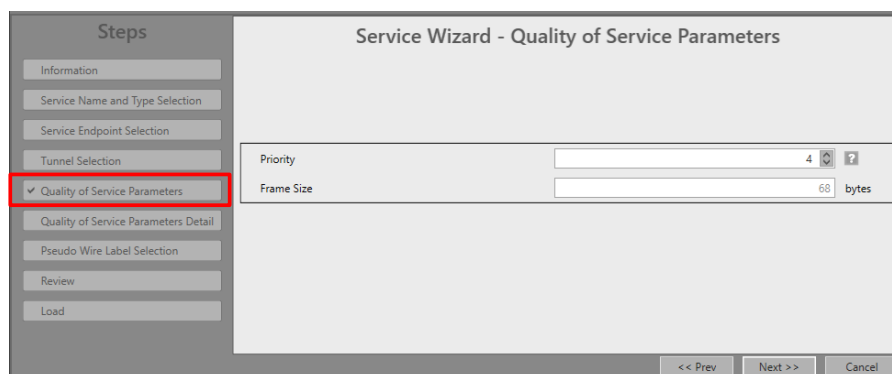 Steps
Information
Service Name and Type Selection
Service Endpoint Selection
Tunnel Selection
✔ Quality of Service Parameters
Quality of Service Parameters Detail
Pseudo Wire Label Selection
Review
Load
Service Wizard - Quality of Service Parameters
Priority 4 ?
Frame Size 68 bytes
<< Prev Next >> Cancel